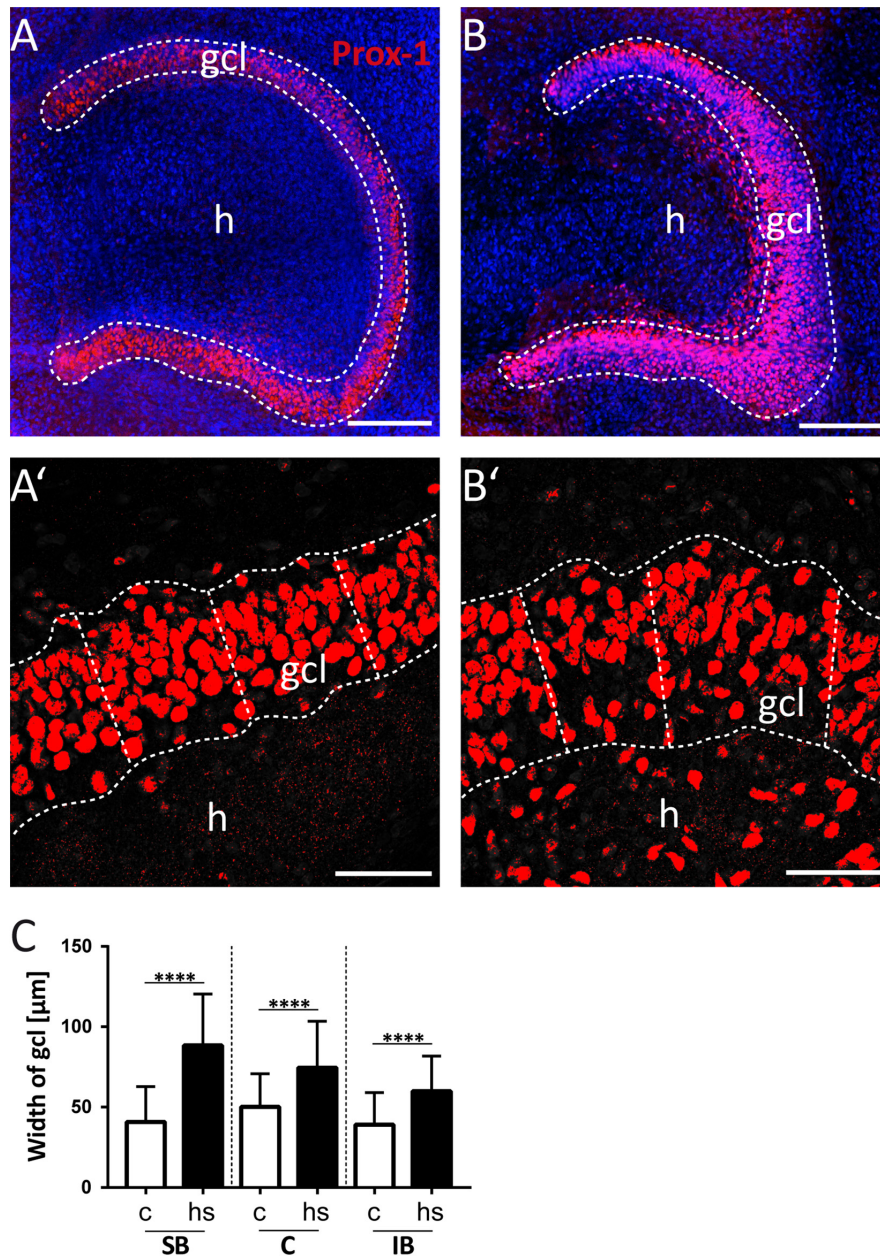 A
gcl
Prox-1
h
B
h
gcl
A‘
gcl
h
B‘
gcl
h
C
Width of gcl [µm]
150
100
50
0
****
****
****
c hs c hs c hs
SB C IB